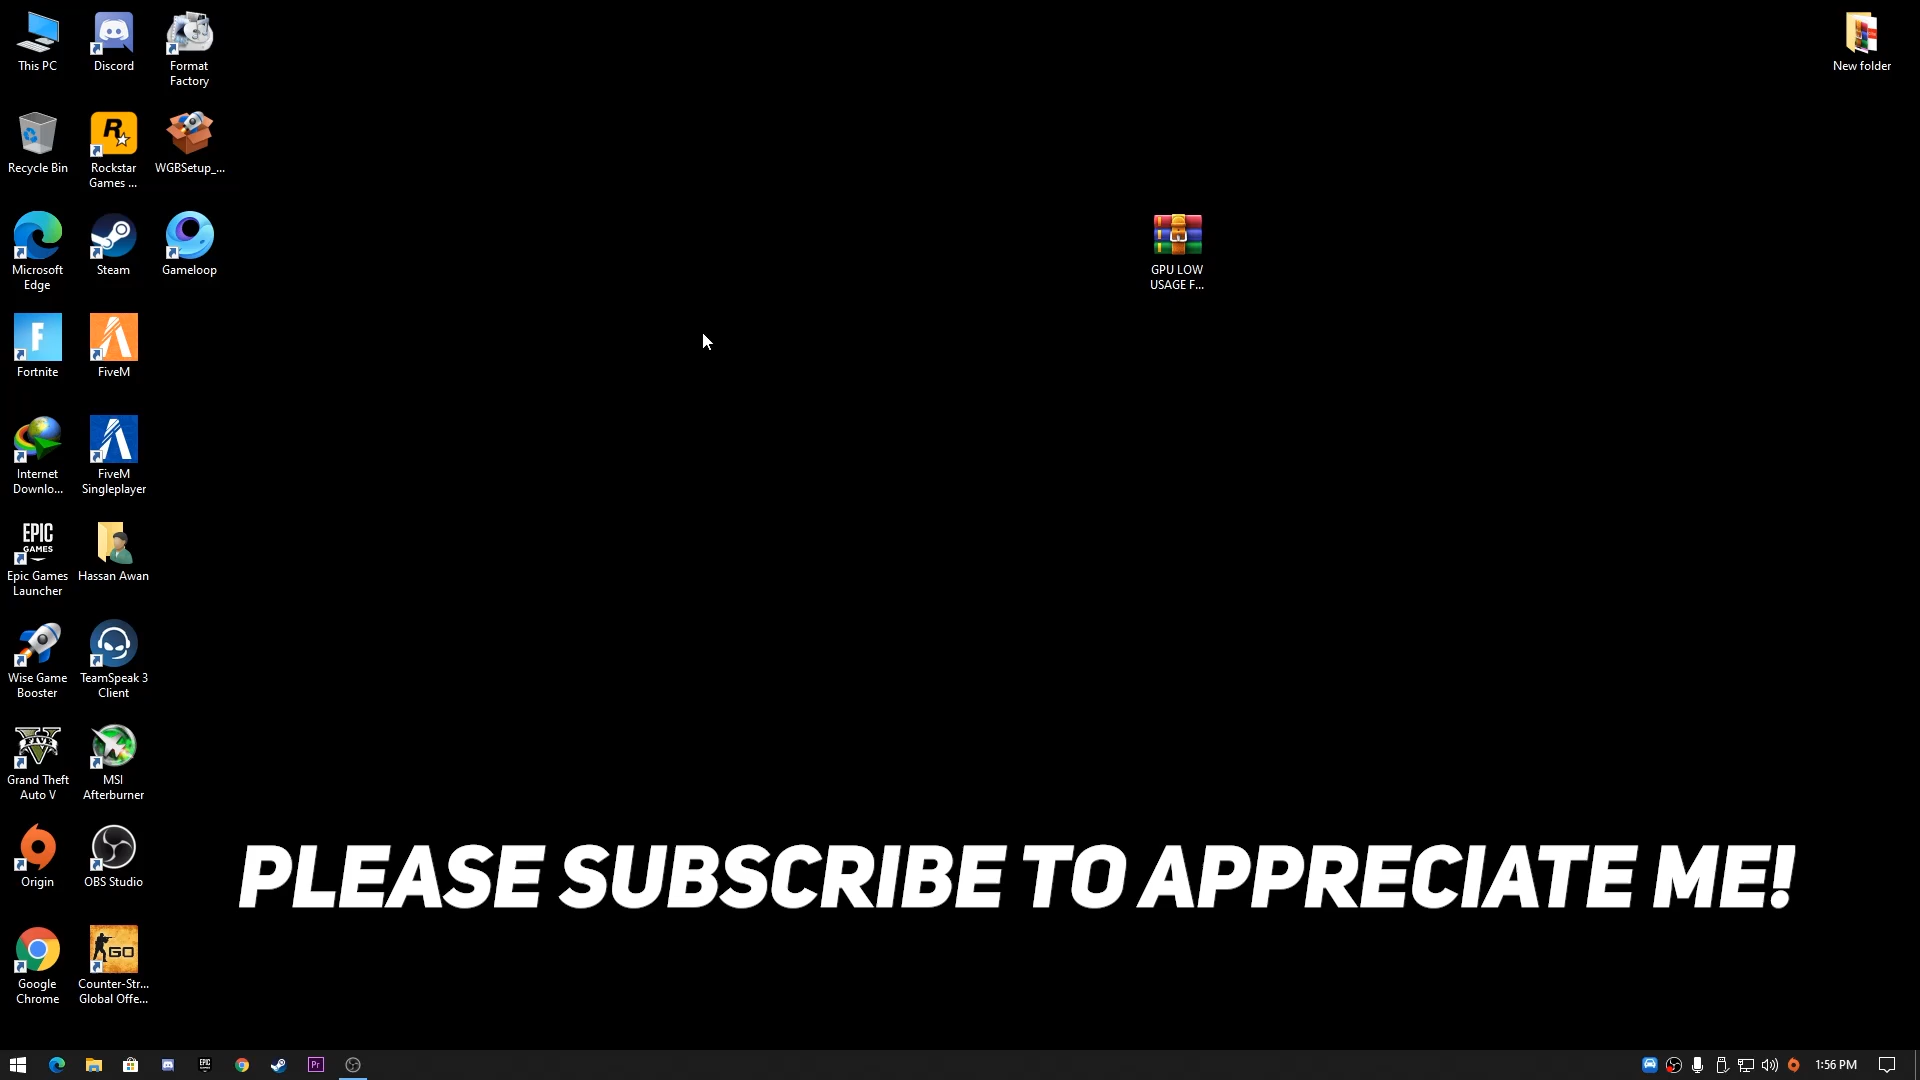 This PC
Discord
Format
Factory
New folder
Recycle Bin
Rockstar
Games ...
WGBSetup_...
Microsoft
Edge
Steam
Gameloop
GPU LOW
USAGE F...
Fortnite
FiveM
Internet
Downlo...
FiveM
Singleplayer
EPIC
GAMES
Epic Games
Launcher
Hassan Awan
Wise Game
Booster
TeamSpeak 3
Client
FIVE
Grand Theft
Auto V
MSI
Afterburner
Origin
OBS Studio
PLEASE SUBSCRIBE TO APPRECIATE ME!
Google
Chrome
GO
Counter-Str...
Global Offe...
Pr
1:56 PM